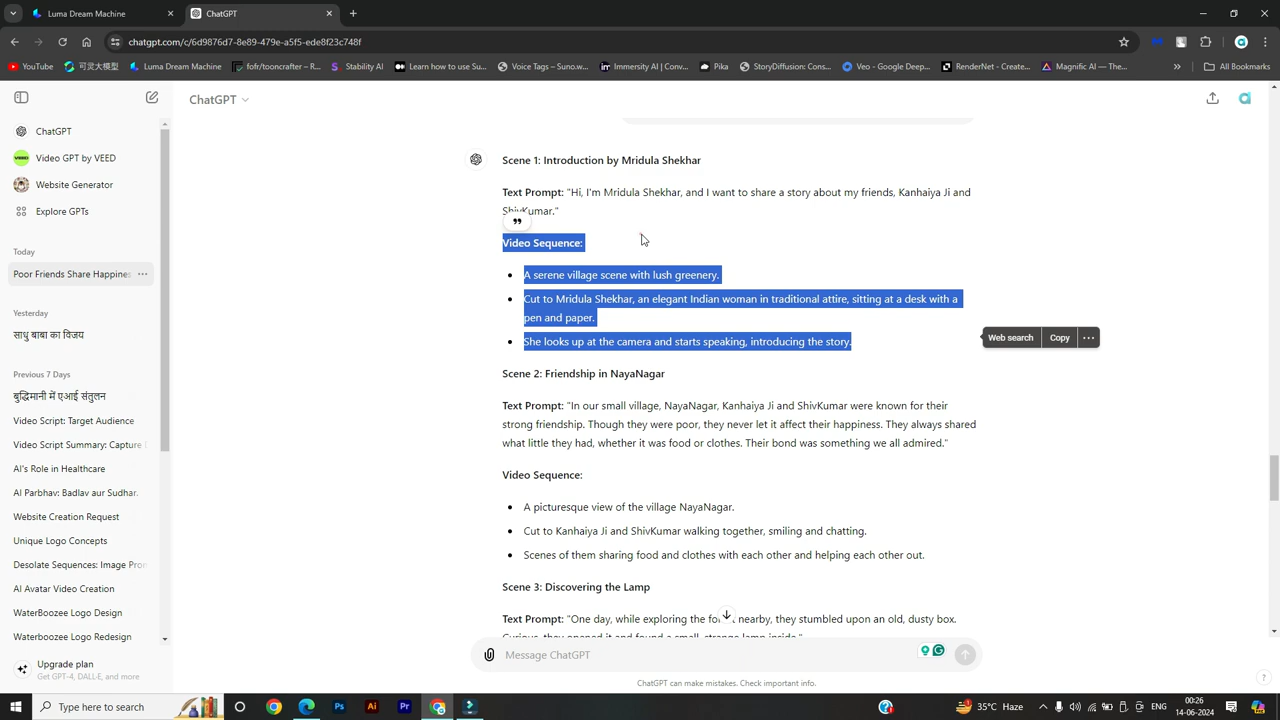 Luma Dream Machine
ChatGPT
chatgpt.com/c/6d9876d7-8e89-479e-a5f5-ede8f23c748f
YouTube
可灵大模型
Luma Dream Machine
fofr/tooncrafter – R...
Stability AI
Learn how to use Su...
Voice Tags – Suno.w...
Immersity AI | Conv...
Pika
StoryDiffusion: Cons...
Veo - Google Deep...
RenderNet - Create...
Magnific AI — The...
All Bookmarks
ChatGPT
ChatGPT
Video GPT by VEED
Website Generator
Explore GPTs
Today
Poor Friends Share Happines
Yesterday
साधु बाबा का विजय
Previous 7 Days
बुद्धिमानी में एआई संतुलन
Video Script: Target Audience
Video Script Summary: Capture
AI's Role in Healthcare
AI Parbhav: Badlav aur Sudhar.
Website Creation Request
Unique Logo Concepts
Desolate Sequences: Image Pro
AI Avatar Video Creation
WaterBoozee Logo Design
Waterboozee Logo Redesign
Upgrade plan
Get GPT-4, DALL·E, and more
Scene 1: Introduction by Mridula Shekhar
Text Prompt: "Hi, I'm Mridula Shekhar, and I want to share a story about my friends, Kanhaiya Ji and
ShivKumar."
Video Sequence:
A serene village scene with lush greenery.
Cut to Mridula Shekhar, an elegant Indian woman in traditional attire, sitting at a desk with a
pen and paper.
She looks up at the camera and starts speaking, introducing the story.
Web search Copy
Scene 2: Friendship in NayaNagar
Text Prompt: "In our small village, NayaNagar, Kanhaiya Ji and ShivKumar were known for their
strong friendship. Though they were poor, they never let it affect their happiness. They always shared
what little they had, whether it was food or clothes. Their bond was something we all admired."
Video Sequence:
A picturesque view of the village NayaNagar.
Cut to Kanhaiya Ji and ShivKumar walking together, smiling and chatting.
Scenes of them sharing food and clothes with each other and helping each other out.
Scene 3: Discovering the Lamp
Text Prompt: "One day, while exploring the nearby, they stumbled upon an old, dusty box.
Curious, they opened it and found a small, strange lamp inside."
Message ChatGPT
ChatGPT can make mistakes. Check important info.
Type here to search
35°C Haze
00:26
14-06-2024